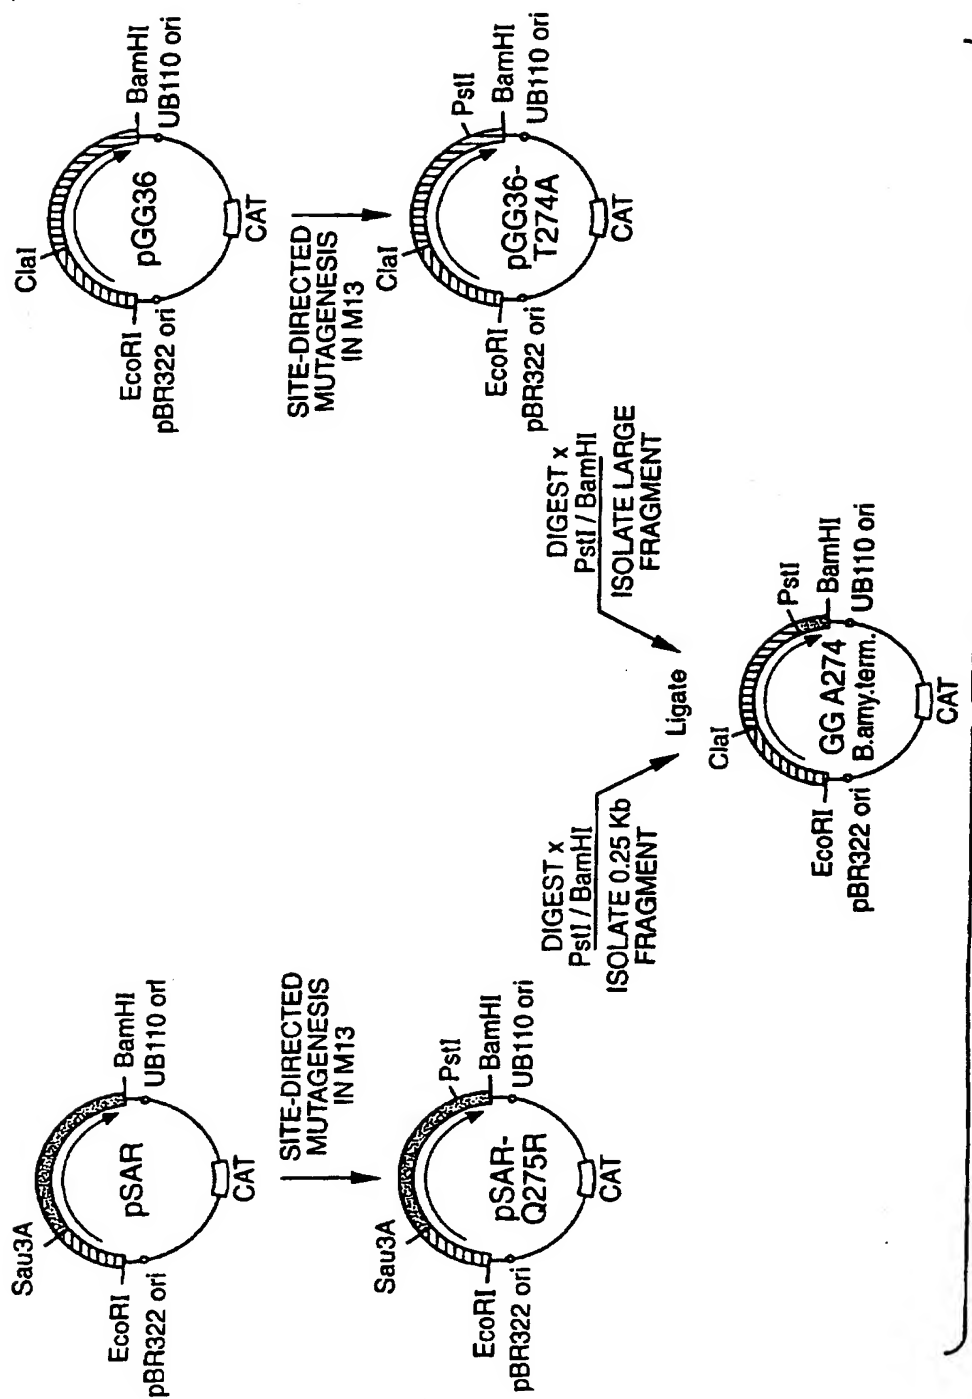 Sau3A
EcoRI
pBR322 ori
pSAR
CAT
BamHI
UB110 ori
SITE-DIRECTED
MUTAGENESIS
IN M13
Sau3A
EcoRI
pBR322 ori
pSAR-
Q275R
CAT
PstI
BamHI
UB110 ori
DIGEST x
PstI / BamHI
ISOLATE 0.25 Kb
FRAGMENT
ClaI
EcoRI
pBR322 ori
pGG36
CAT
BamHI
UB110 ori
SITE-DIRECTED
MUTAGENESIS
IN M13
ClaI
EcoRI
pBR322 ori
pGG36-
T274A
CAT
PstI
BamHI
UB110 ori
DIGEST x
PstI / BamHI
ISOLATE LARGE
FRAGMENT
Ligate
ClaI
EcoRI
pBR322 ori
GG A274
B.amy.term.
CAT
PstI
BamHI
UB110 ori